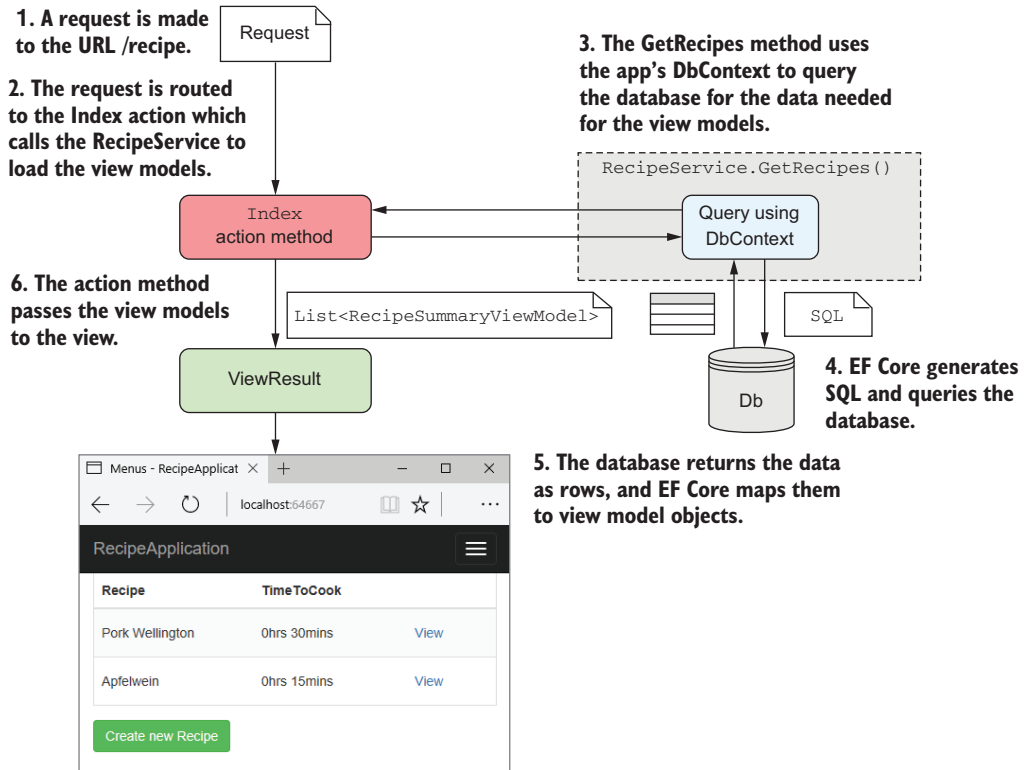 1. A request is made
to the URL /recipe.
Request
2. The request is routed
to the Index action which
calls the RecipeService to
load the view models.
3. The GetRecipes method uses
the app's DbContext to query
the database for the data needed
for the view models.
RecipeService.GetRecipes()
Index
action method
Query using
DbContext
6. The action method
passes the view models
to the view.
List<RecipeSummaryViewModel>
SQL
ViewResult
Db
4. EF Core generates
SQL and queries the
database.
5. The database returns the data
as rows, and EF Core maps them
to view model objects.
Menus - RecipeApplicat
localhost:64667
RecipeApplication
Recipe TimeToCook
Pork Wellington 0hrs 30mins View
Apfelwein 0hrs 15mins View
Create new Recipe